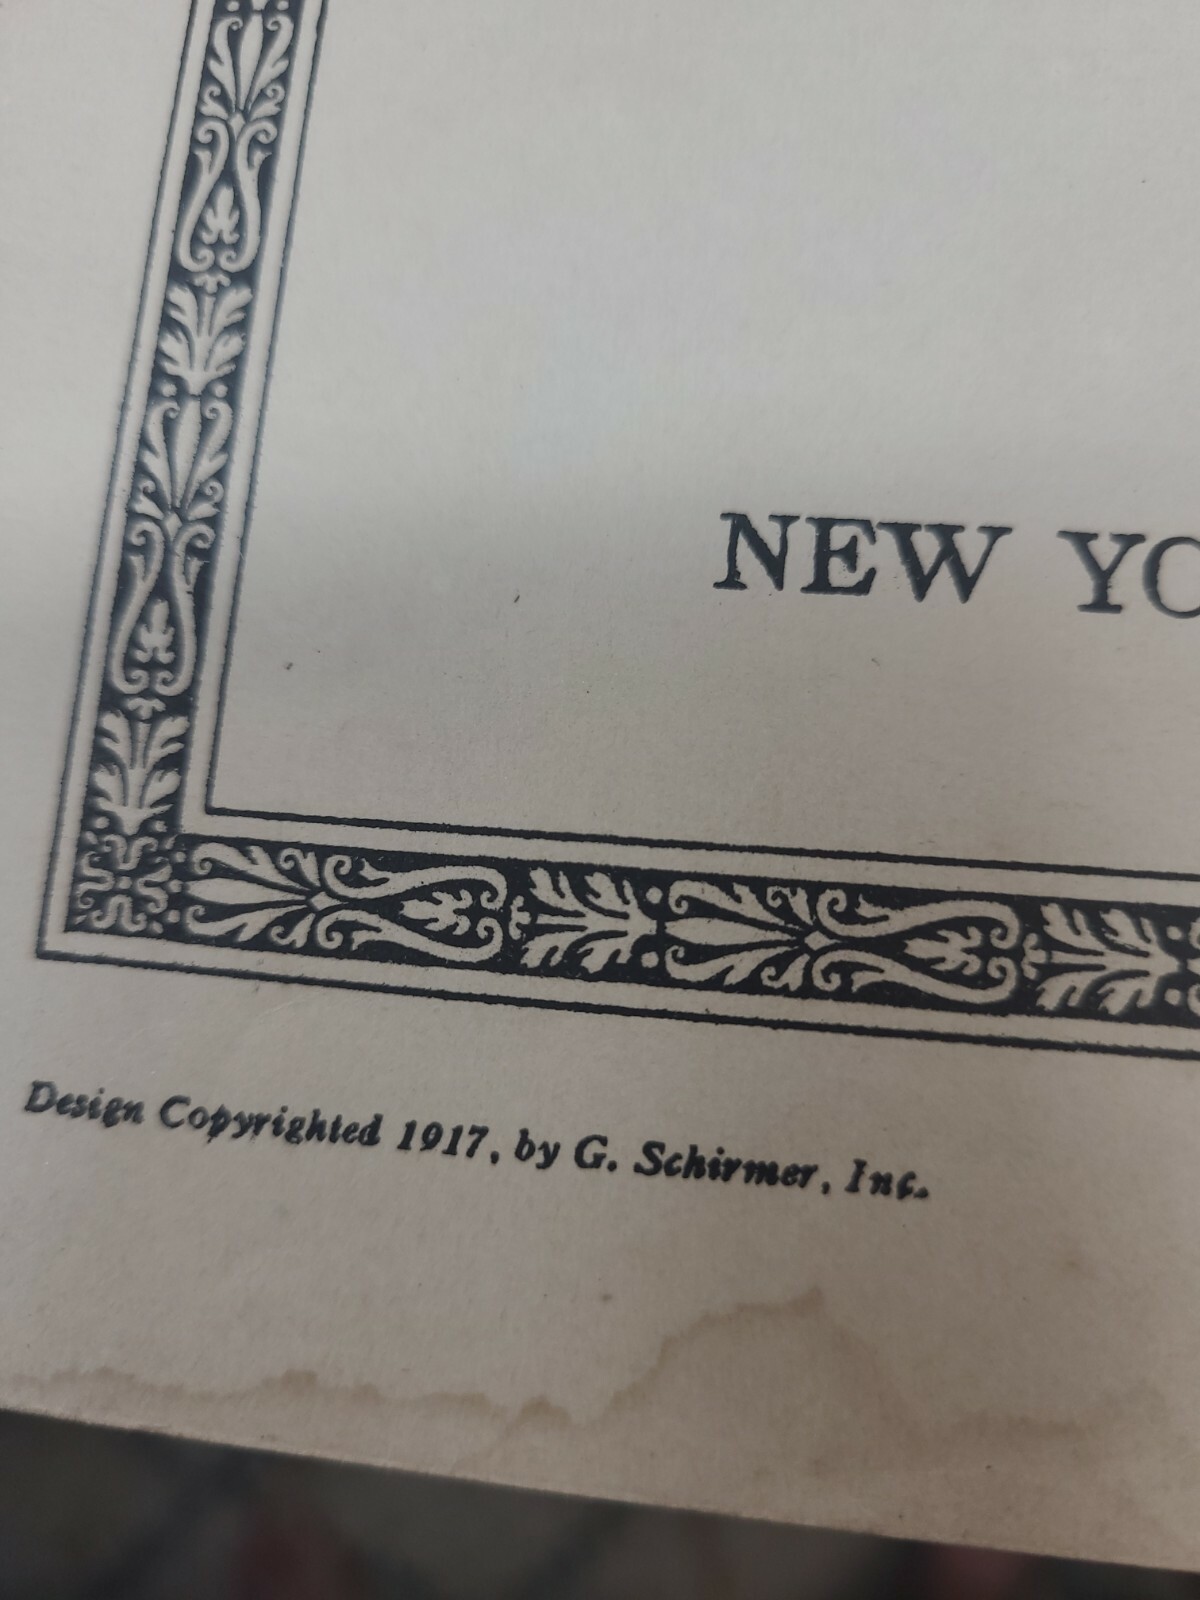 NEW YO
Design Copyrighted 1917, by G. Schirmer, Inc.